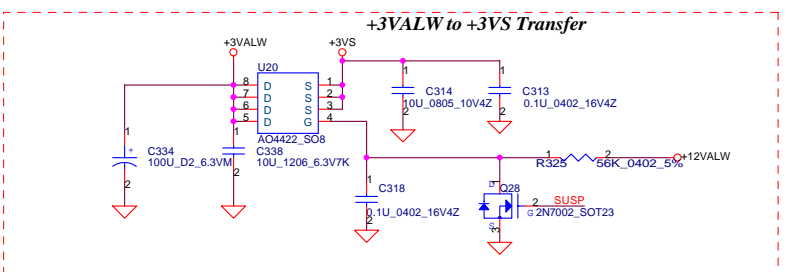 +3VALW to +3VS Transfer
+3VALW
+3VS
U20
8 D S 1
7 D S 2
6 D S 3
5 D G 4
AO4422_SO8
1
C334
100U_D2_6.3VM
2
1
C338
10U_1206_6.3V7K
2
1
C314
10U_0805_10V4Z
2
1
C313
0.1U_0402_16V4Z
2
1
C318
0.1U_0402_16V4Z
2
1 2
R325 56K_0402_5%
+12VALW
D 1
Q28
SUSP
G 2
2N7002_SOT23
S 3